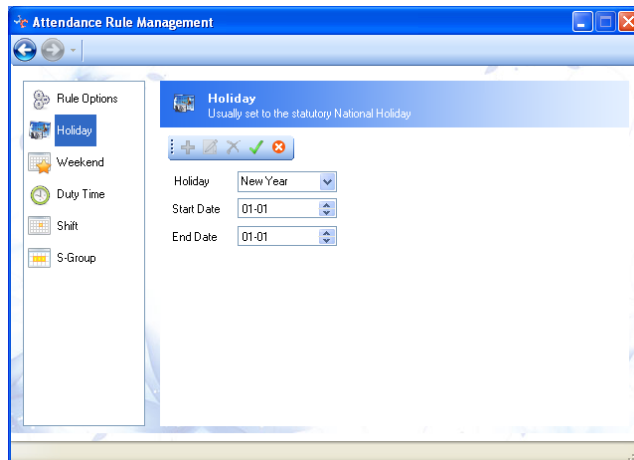 Attendance Rule Management
Rule Options
Holiday
Weekend
Duty Time
Shift
S-Group
Holiday
Usually set to the statutory National Holiday
Holiday New Year
Start Date 01-01
End Date 01-01